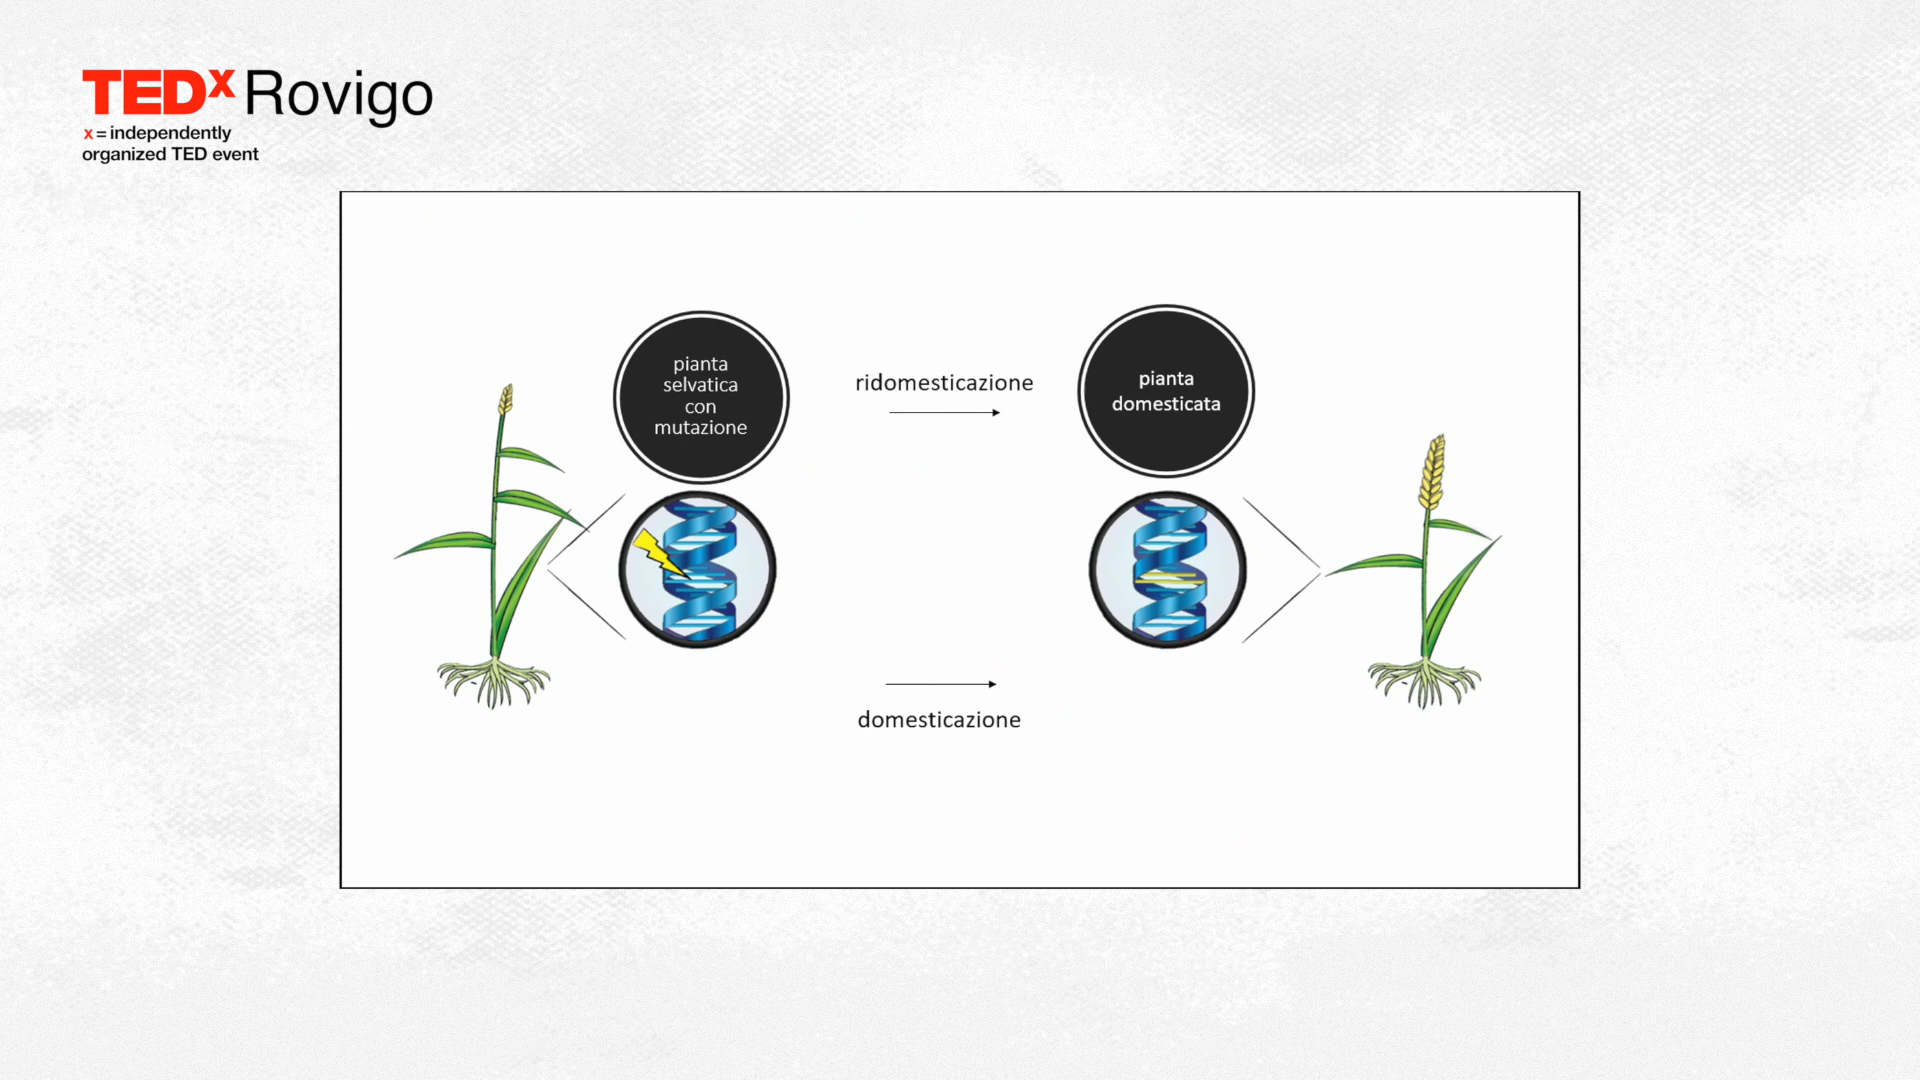 TEDx Rovigo
x = independently
organized TED event
pianta
selvatica
con
mutazione
ridomesticazione
pianta
domesticata
domesticazione